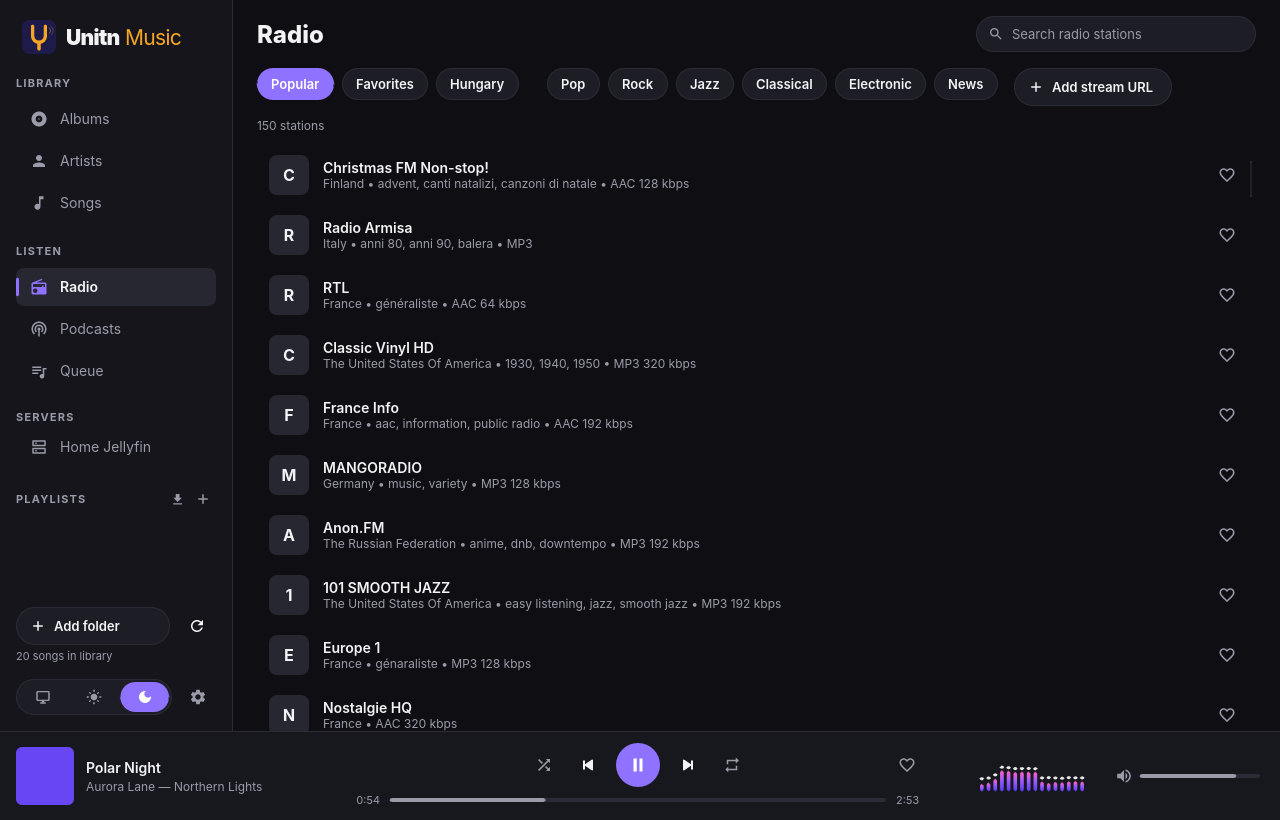 Unitn Music
LIBRARY
Albums
Artists
Songs
LISTEN
Radio
Podcasts
Queue
SERVERS
Home Jellyfin
PLAYLISTS
Add folder
20 songs in library
Radio
Search radio stations
Popular
Favorites
Hungary
Pop
Rock
Jazz
Classical
Electronic
News
Add stream URL
150 stations
C
Christmas FM Non-stop!
Finland • advent, canti natalizi, canzoni di natale • AAC 128 kbps
R
Radio Armisa
Italy • anni 80, anni 90, balera • MP3
R
RTL
France • généraliste • AAC 64 kbps
C
Classic Vinyl HD
The United States Of America • 1930, 1940, 1950 • MP3 320 kbps
F
France Info
France • aac, information, public radio • AAC 192 kbps
M
MANGORADIO
Germany • music, variety • MP3 128 kbps
A
Anon.FM
The Russian Federation • anime, dnb, downtempo • MP3 192 kbps
1
101 SMOOTH JAZZ
The United States Of America • easy listening, jazz, smooth jazz • MP3 192 kbps
E
Europe 1
France • génaraliste • MP3 128 kbps
N
Nostalgie HQ
France • AAC 320 kbps
Polar Night
Aurora Lane — Northern Lights
0:54
2:53